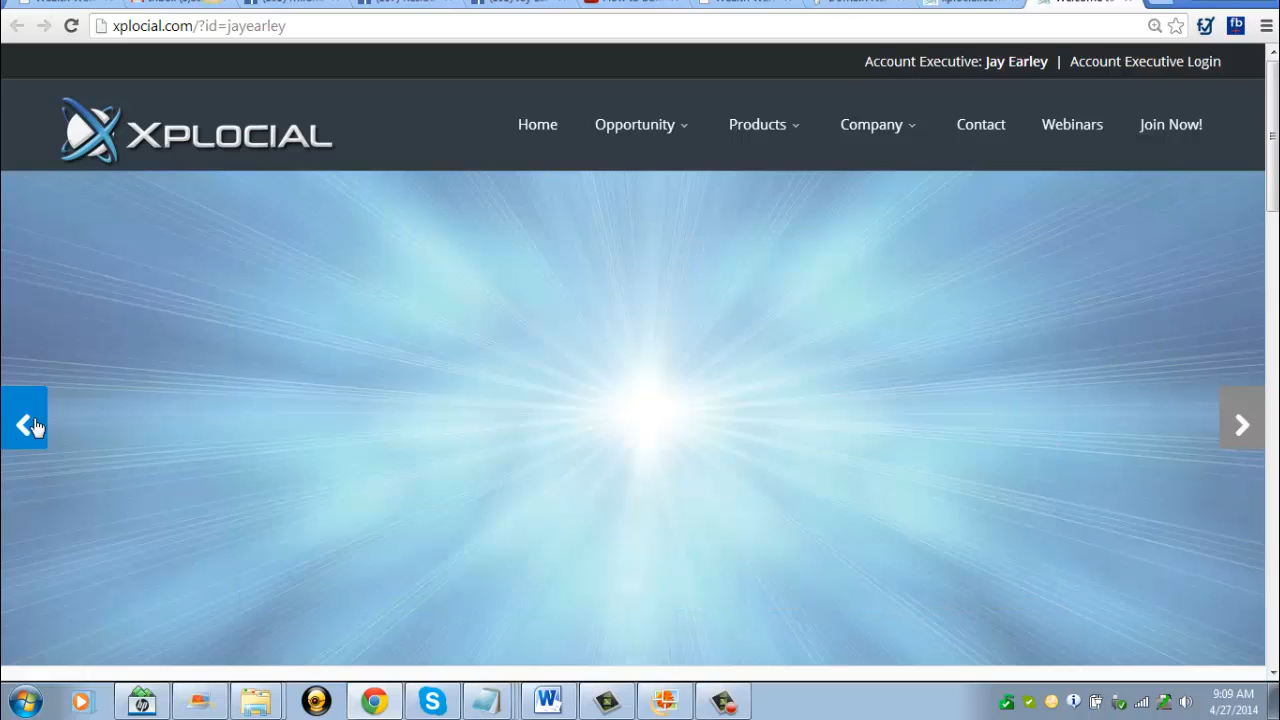 xplocial.com/?id=jayearley
Account Executive: Jay Earley | Account Executive Login
XPLOCIAL
Home Opportunity Products Company Contact Webinars Join Now!
9:09 AM
4/27/2014